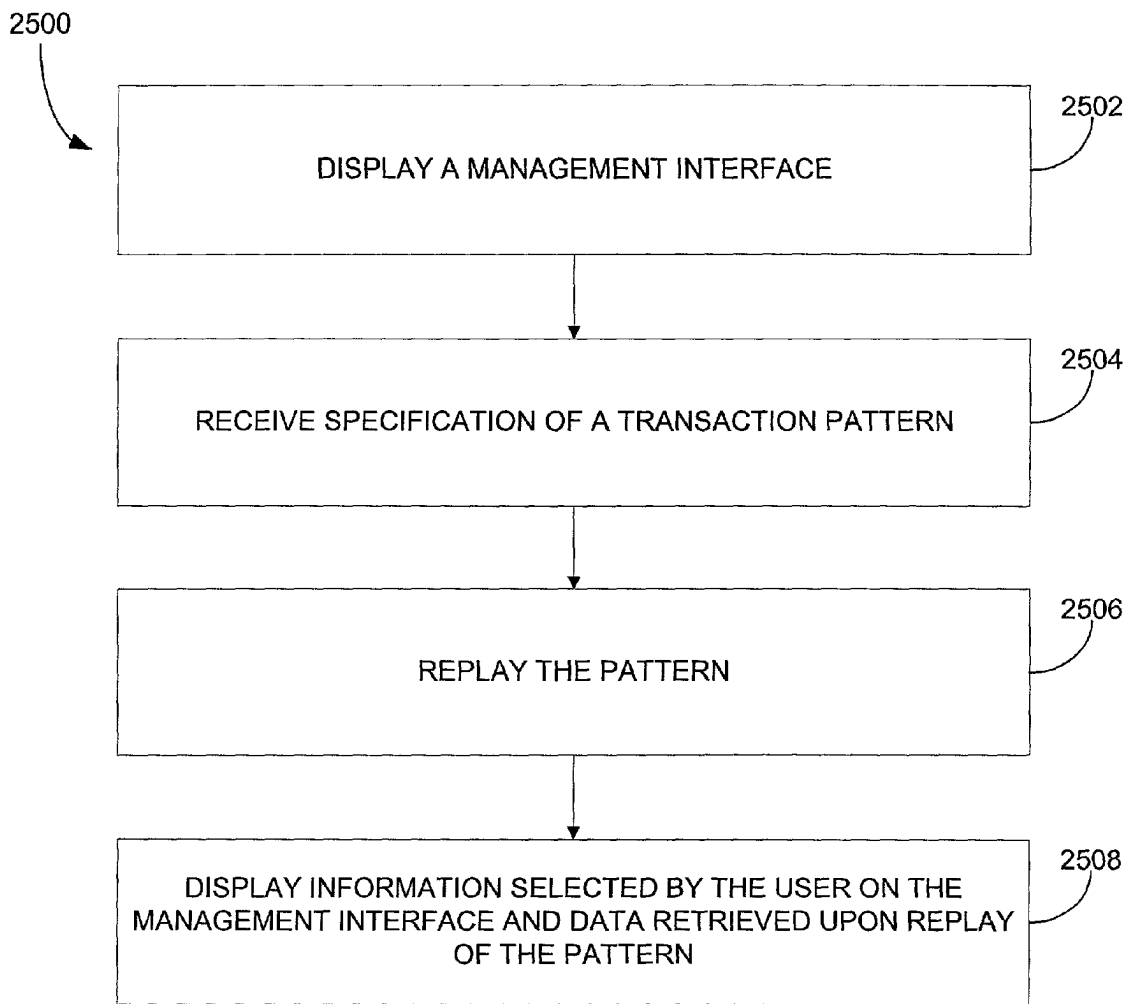 2500
2502
DISPLAY A MANAGEMENT INTERFACE
2504
RECEIVE SPECIFICATION OF A TRANSACTION PATTERN
2506
REPLAY THE PATTERN
2508
DISPLAY INFORMATION SELECTED BY THE USER ON THE
MANAGEMENT INTERFACE AND DATA RETRIEVED UPON REPLAY
OF THE PATTERN